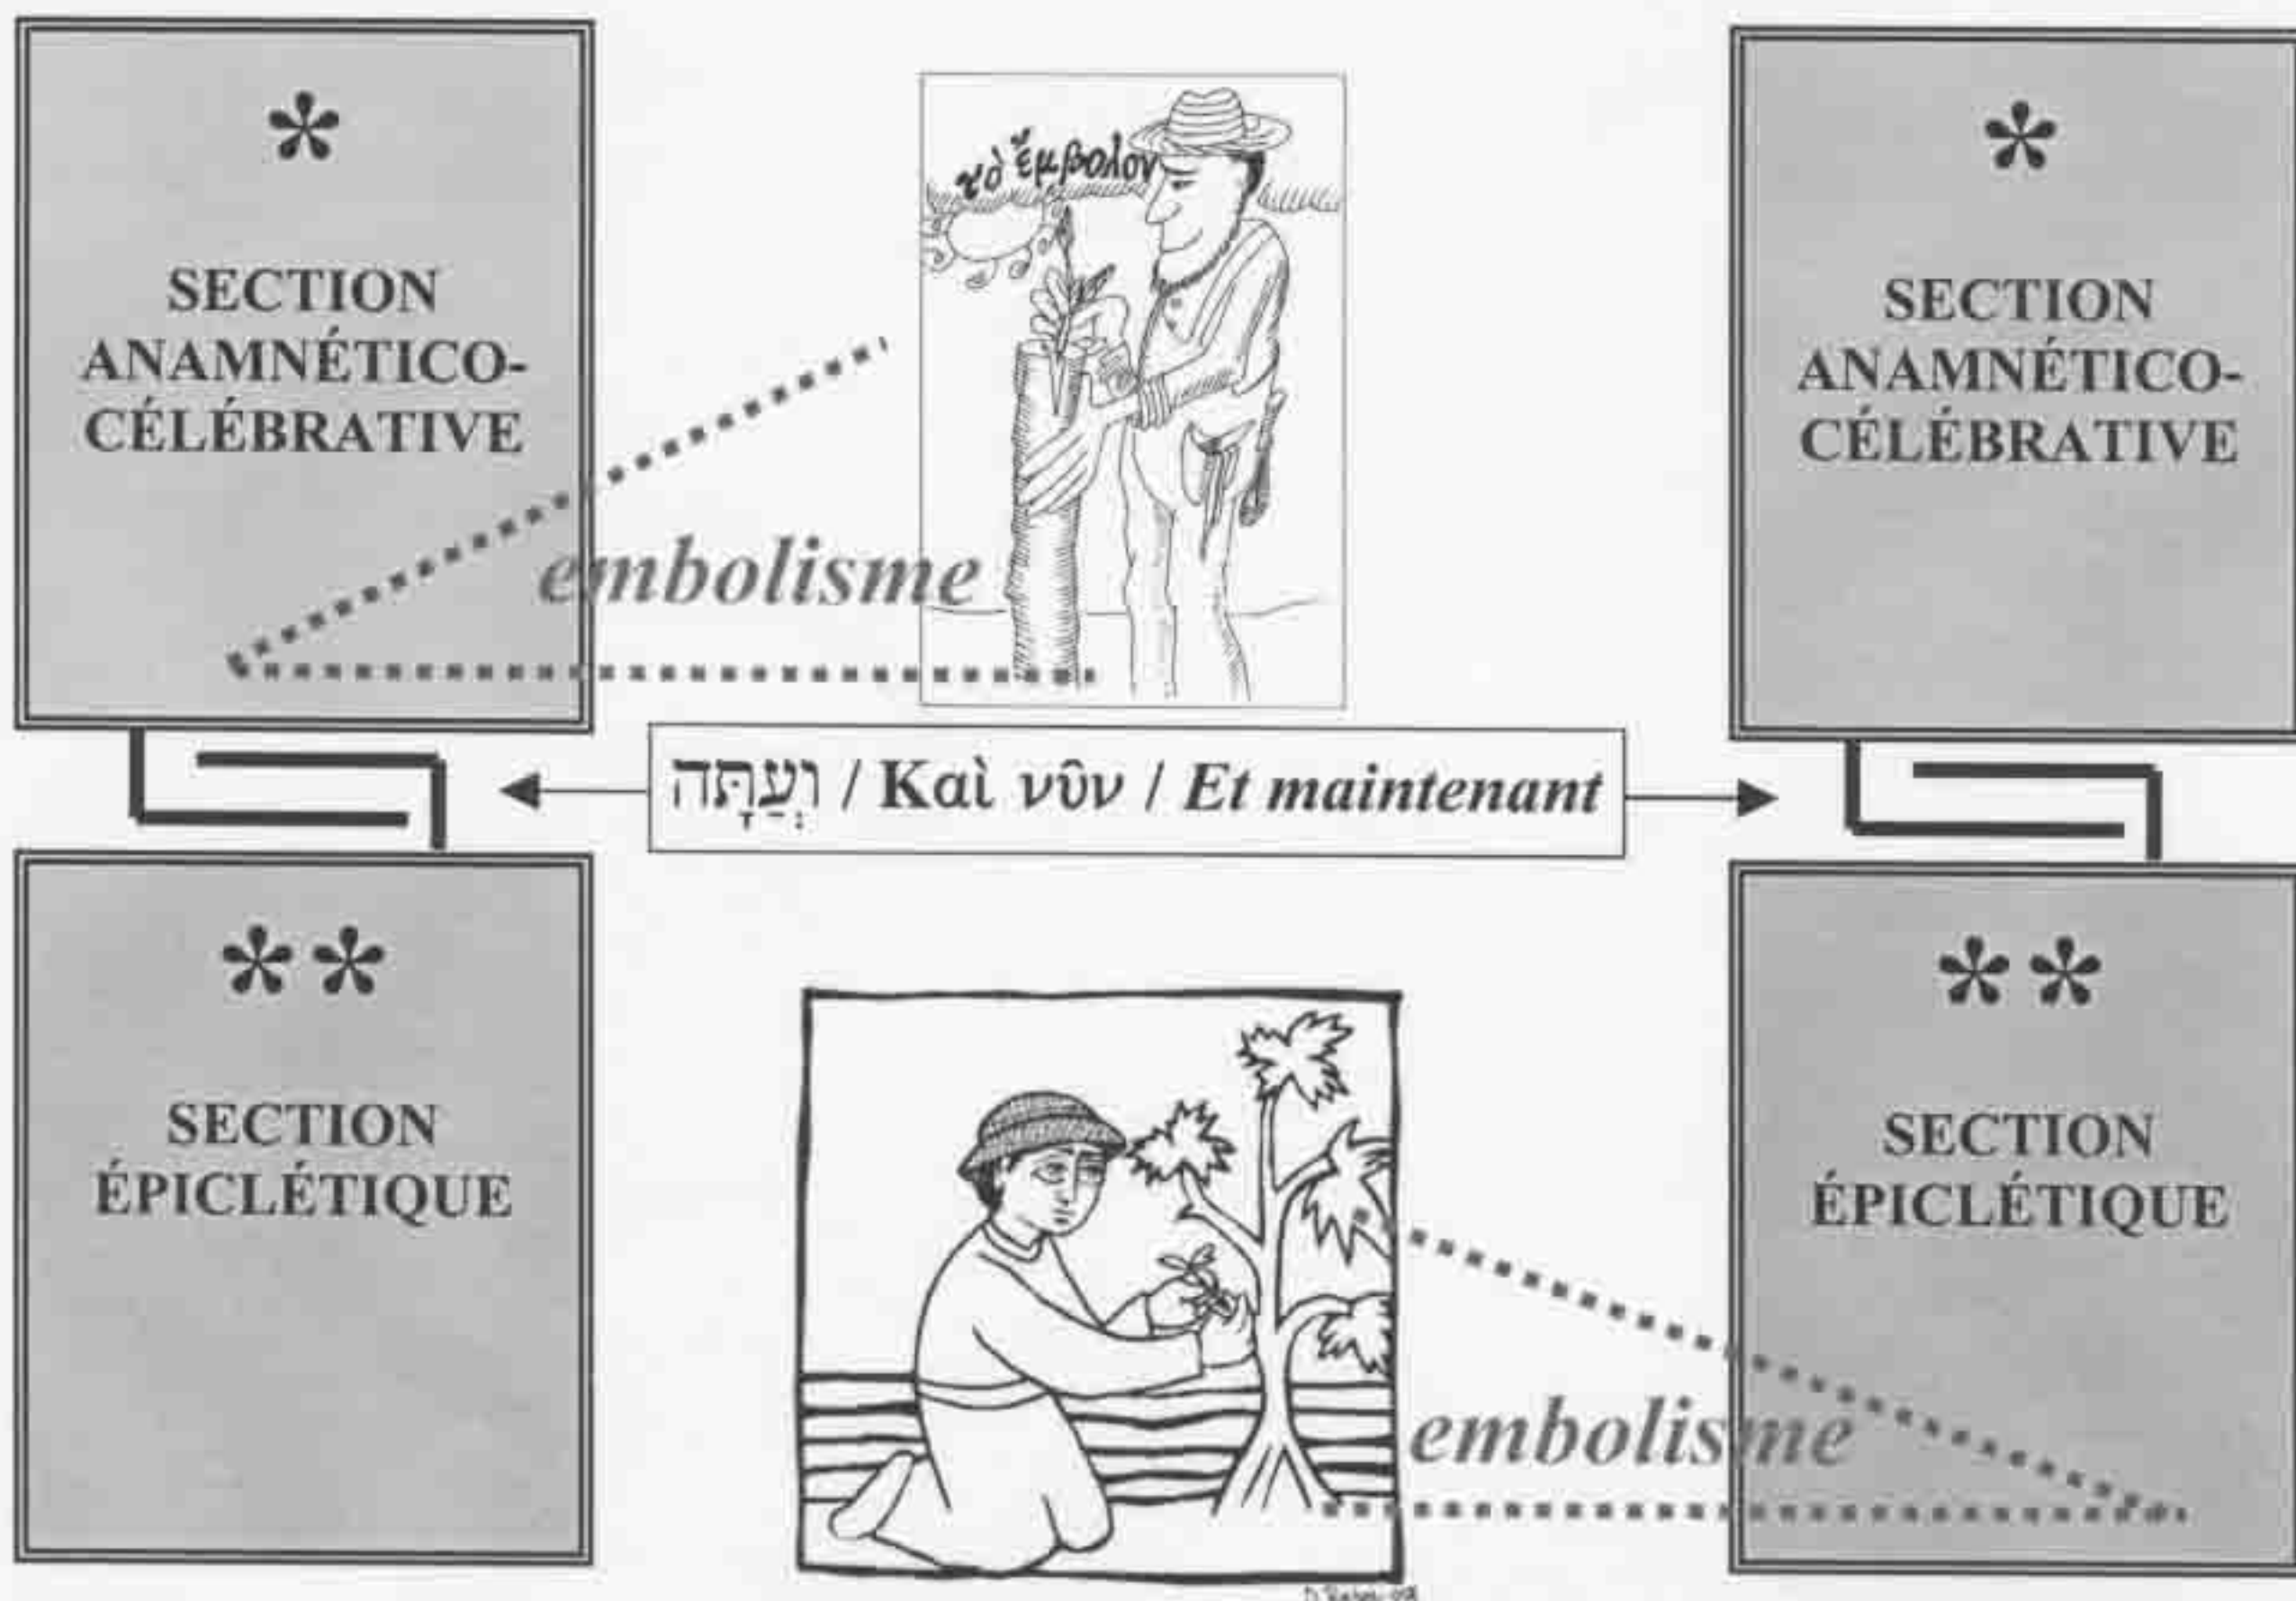 *
SECTION
ANAMNÉTICO-
CÉLÉBRATIVE
τὸ ἔμβολον
embolisme
*
SECTION
ANAMNÉTICO-
CÉLÉBRATIVE
וְעַתָּה / Καὶ νῦν / Et maintenant
**
SECTION
ÉPICLÉTIQUE
embolisme
**
SECTION
ÉPICLÉTIQUE